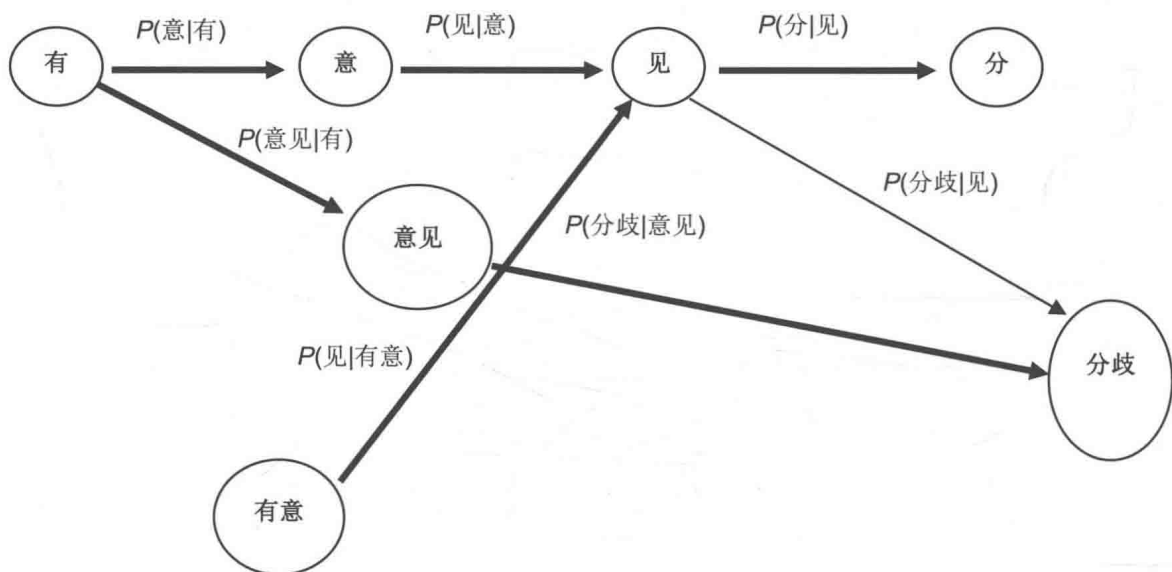 P(意|有)
P(见|意)
P(分|见)
有
意
见
分
P(意见|有)
P(分歧|见)
意见
P(分歧|意见)
P(见|有意)
分歧
有意